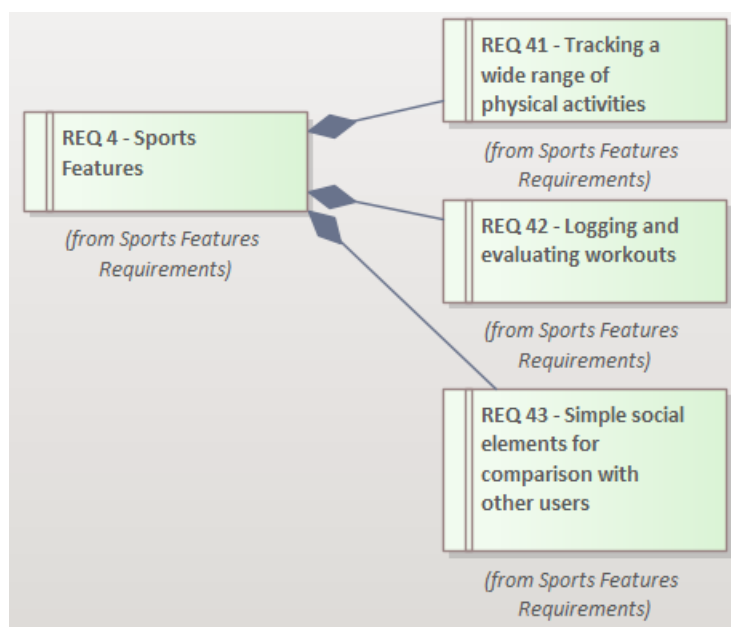 REQ 41 - Tracking a
wide range of
physical activities
(from Sports Features
Requirements)
REQ 4 - Sports
Features
(from Sports Features
Requirements)
REQ 42 - Logging and
evaluating workouts
(from Sports Features
Requirements)
REQ 43 - Simple social
elements for
comparison with
other users
(from Sports Features
Requirements)